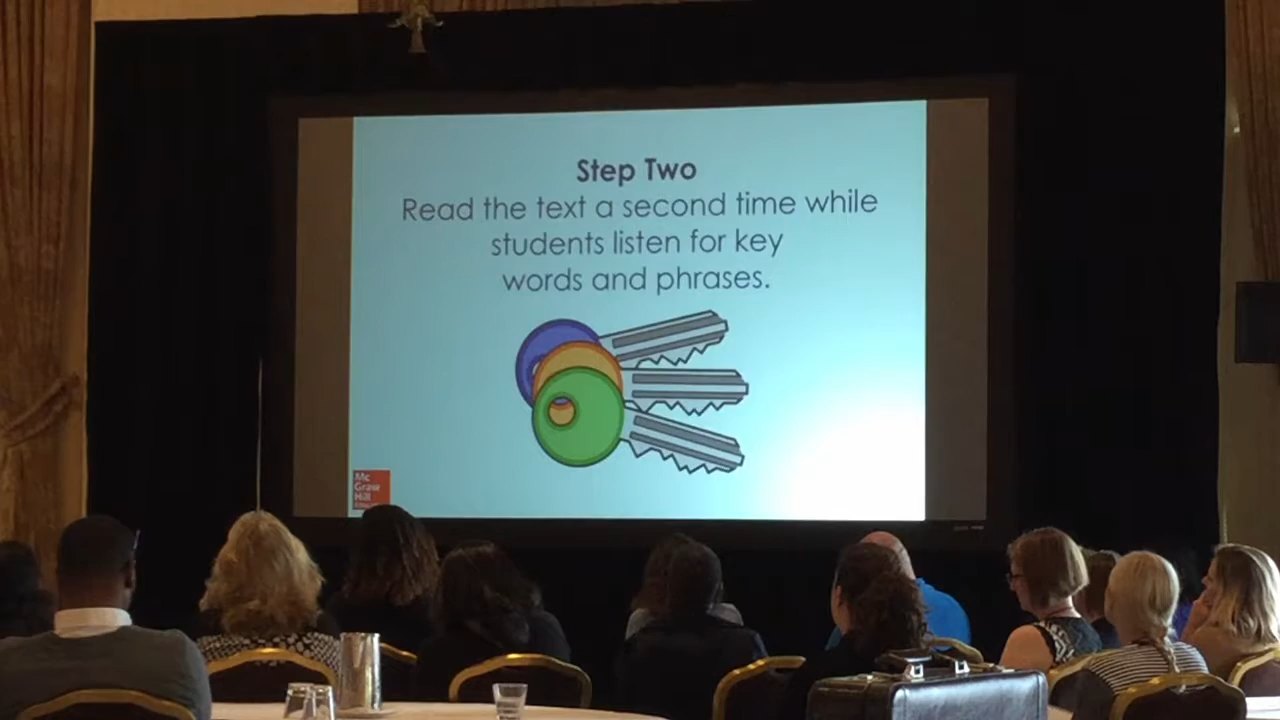 Step Two
Read the text a second time while
students listen for key
words and phrases.
Mc
Graw
Hill